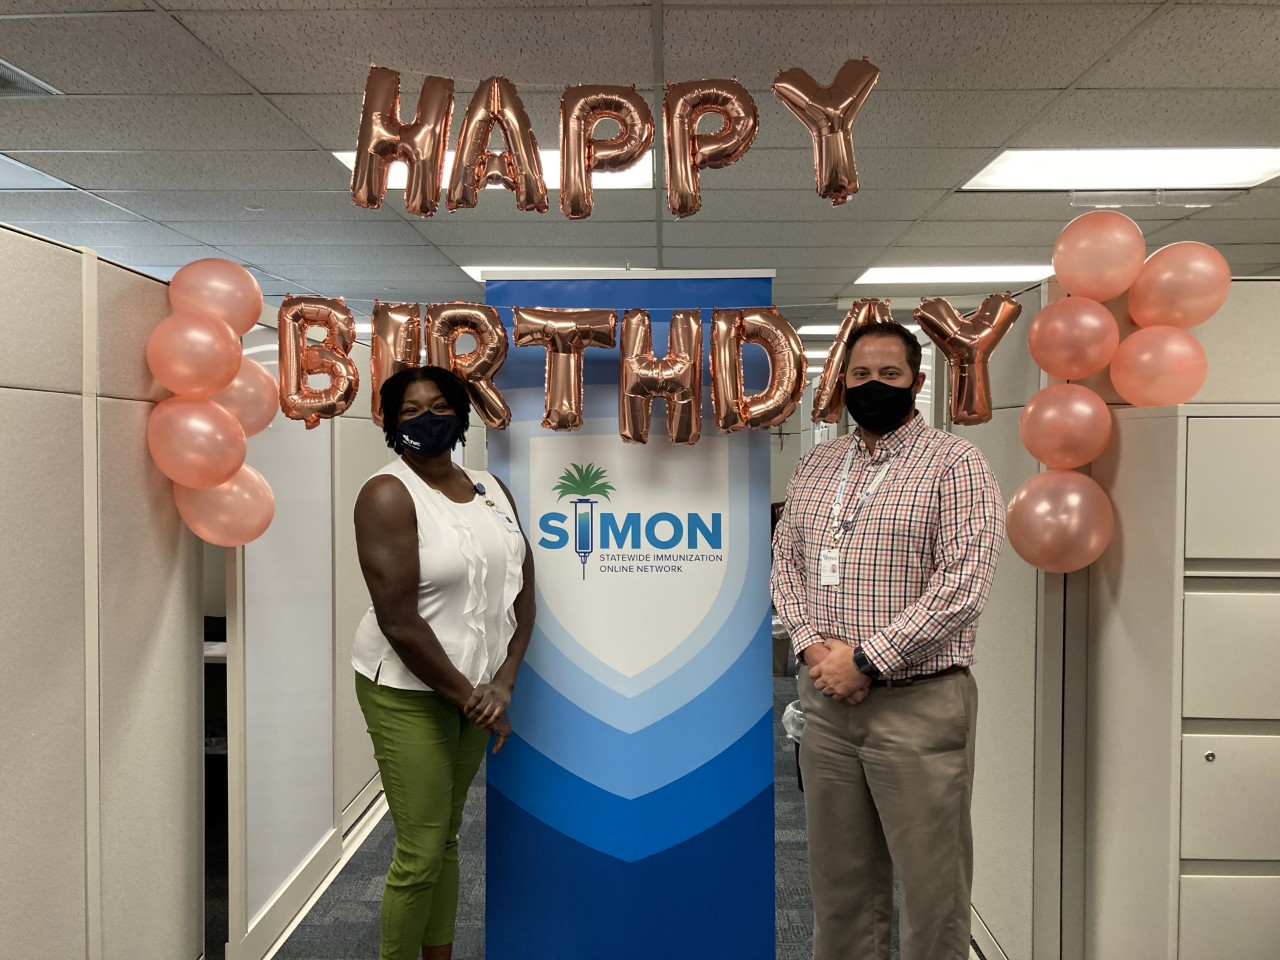 HAPPY
BIRTHDAY
SIMON
STATEWIDE IMMUNIZATION
ONLINE NETWORK